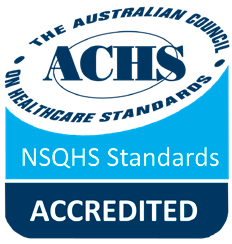 • THE AUSTRALIAN COUNCIL •
ON HEALTHCARE STANDARDS
ACHS
NSQHS Standards
ACCREDITED